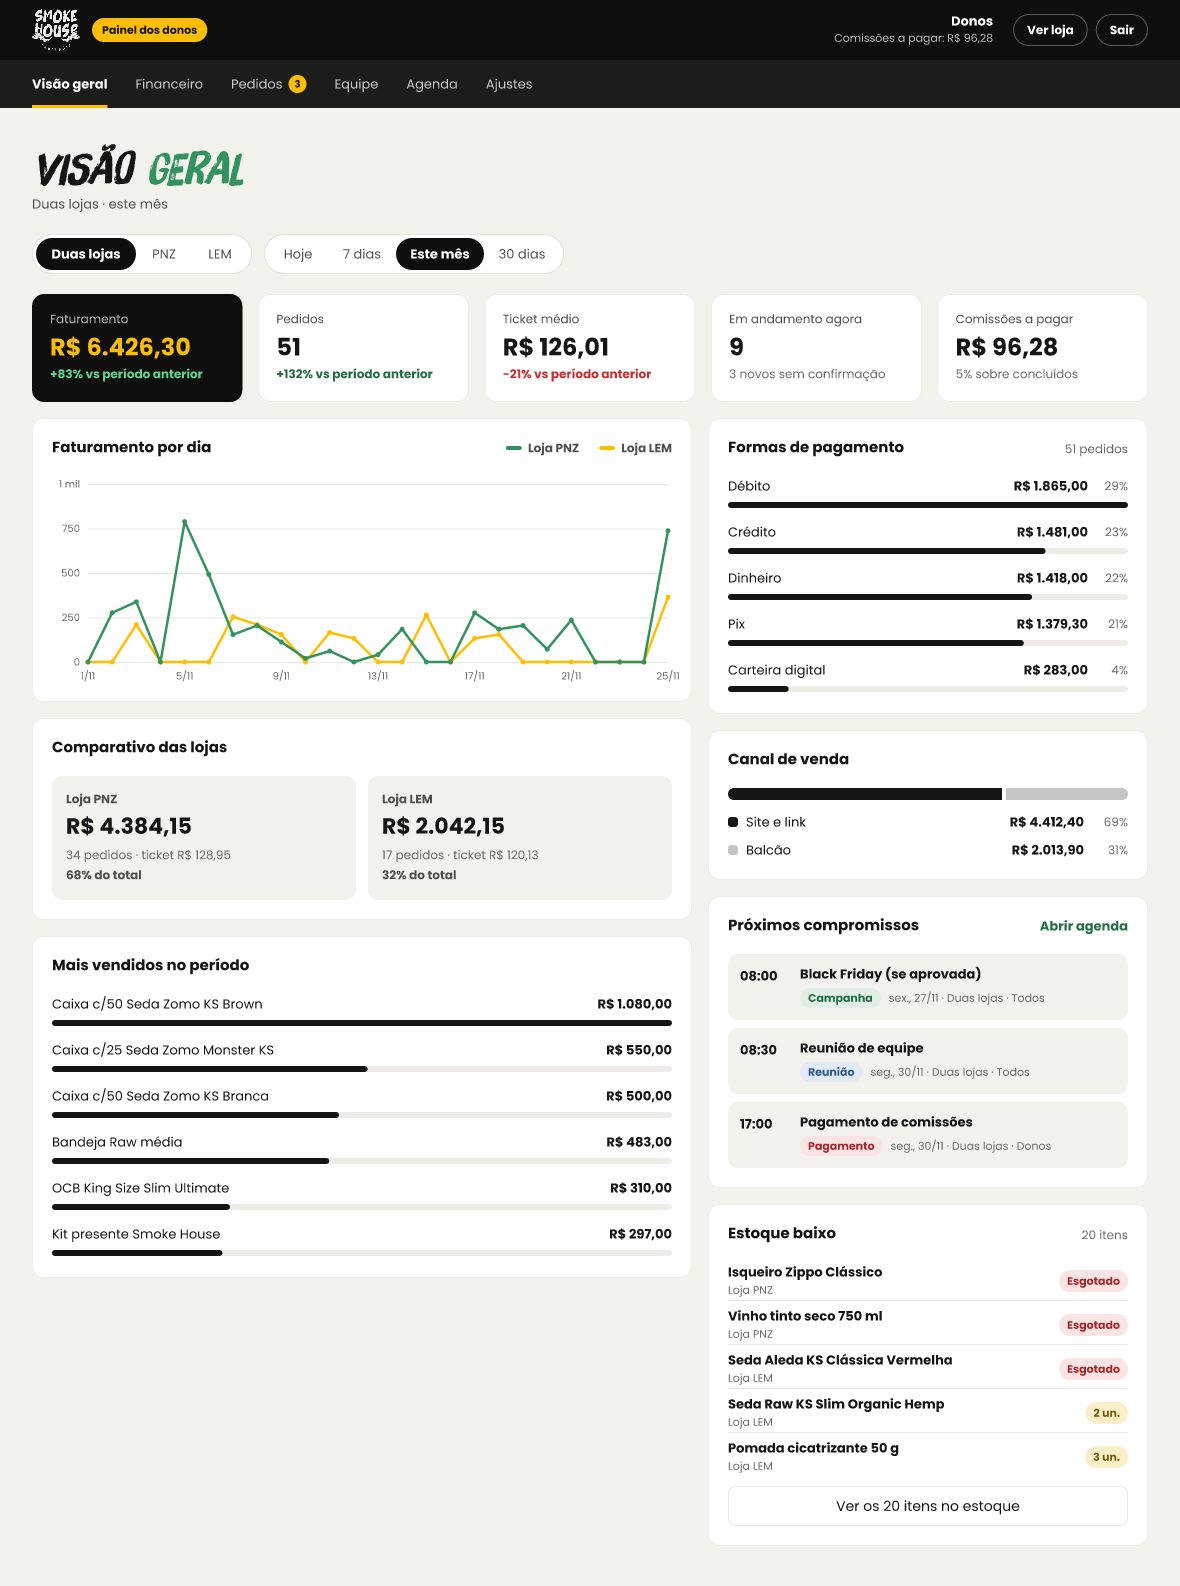 SMOKE
HOUSE
Painel dos donos
Donos
Comissões a pagar: R$ 96,28
Ver loja
Sair
Visão geral
Financeiro
Pedidos 3
Equipe
Agenda
Ajustes
VISÃO GERAL
Duas lojas · este mês
Duas lojas
PNZ
LEM
Hoje
7 dias
Este mês
30 dias
Faturamento
R$ 6.426,30
+83% vs período anterior
Pedidos
51
+132% vs período anterior
Ticket médio
R$ 126,01
-21% vs período anterior
Em andamento agora
9
3 novos sem confirmação
Comissões a pagar
R$ 96,28
5% sobre concluídos
Faturamento por dia
Loja PNZ
Loja LEM
1 mil
750
500
250
0
1/11
5/11
9/11
13/11
17/11
21/11
25/11
Comparativo das lojas
Loja PNZ
R$ 4.384,15
34 pedidos · ticket R$ 128,95
68% do total
Loja LEM
R$ 2.042,15
17 pedidos · ticket R$ 120,13
32% do total
Mais vendidos no período
Caixa c/50 Seda Zomo KS Brown R$ 1.080,00
Caixa c/25 Seda Zomo Monster KS R$ 550,00
Caixa c/50 Seda Zomo KS Branca R$ 500,00
Bandeja Raw média R$ 483,00
OCB King Size Slim Ultimate R$ 310,00
Kit presente Smoke House R$ 297,00
Formas de pagamento 51 pedidos
Débito R$ 1.865,00 29%
Crédito R$ 1.481,00 23%
Dinheiro R$ 1.418,00 22%
Pix R$ 1.379,30 21%
Carteira digital R$ 283,00 4%
Canal de venda
Site e link R$ 4.412,40 69%
Balcão R$ 2.013,90 31%
Próximos compromissos Abrir agenda
08:00 Black Friday (se aprovada)
Campanha sex., 27/11 · Duas lojas · Todos
08:30 Reunião de equipe
Reunião seg., 30/11 · Duas lojas · Todos
17:00 Pagamento de comissões
Pagamento seg., 30/11 · Duas lojas · Donos
Estoque baixo 20 itens
Isqueiro Zippo Clássico
Loja PNZ
Esgotado
Vinho tinto seco 750 ml
Loja PNZ
Esgotado
Seda Aleda KS Clássica Vermelha
Loja LEM
Esgotado
Seda Raw KS Slim Organic Hemp
Loja LEM
2 un.
Pomada cicatrizante 50 g
Loja LEM
3 un.
Ver os 20 itens no estoque